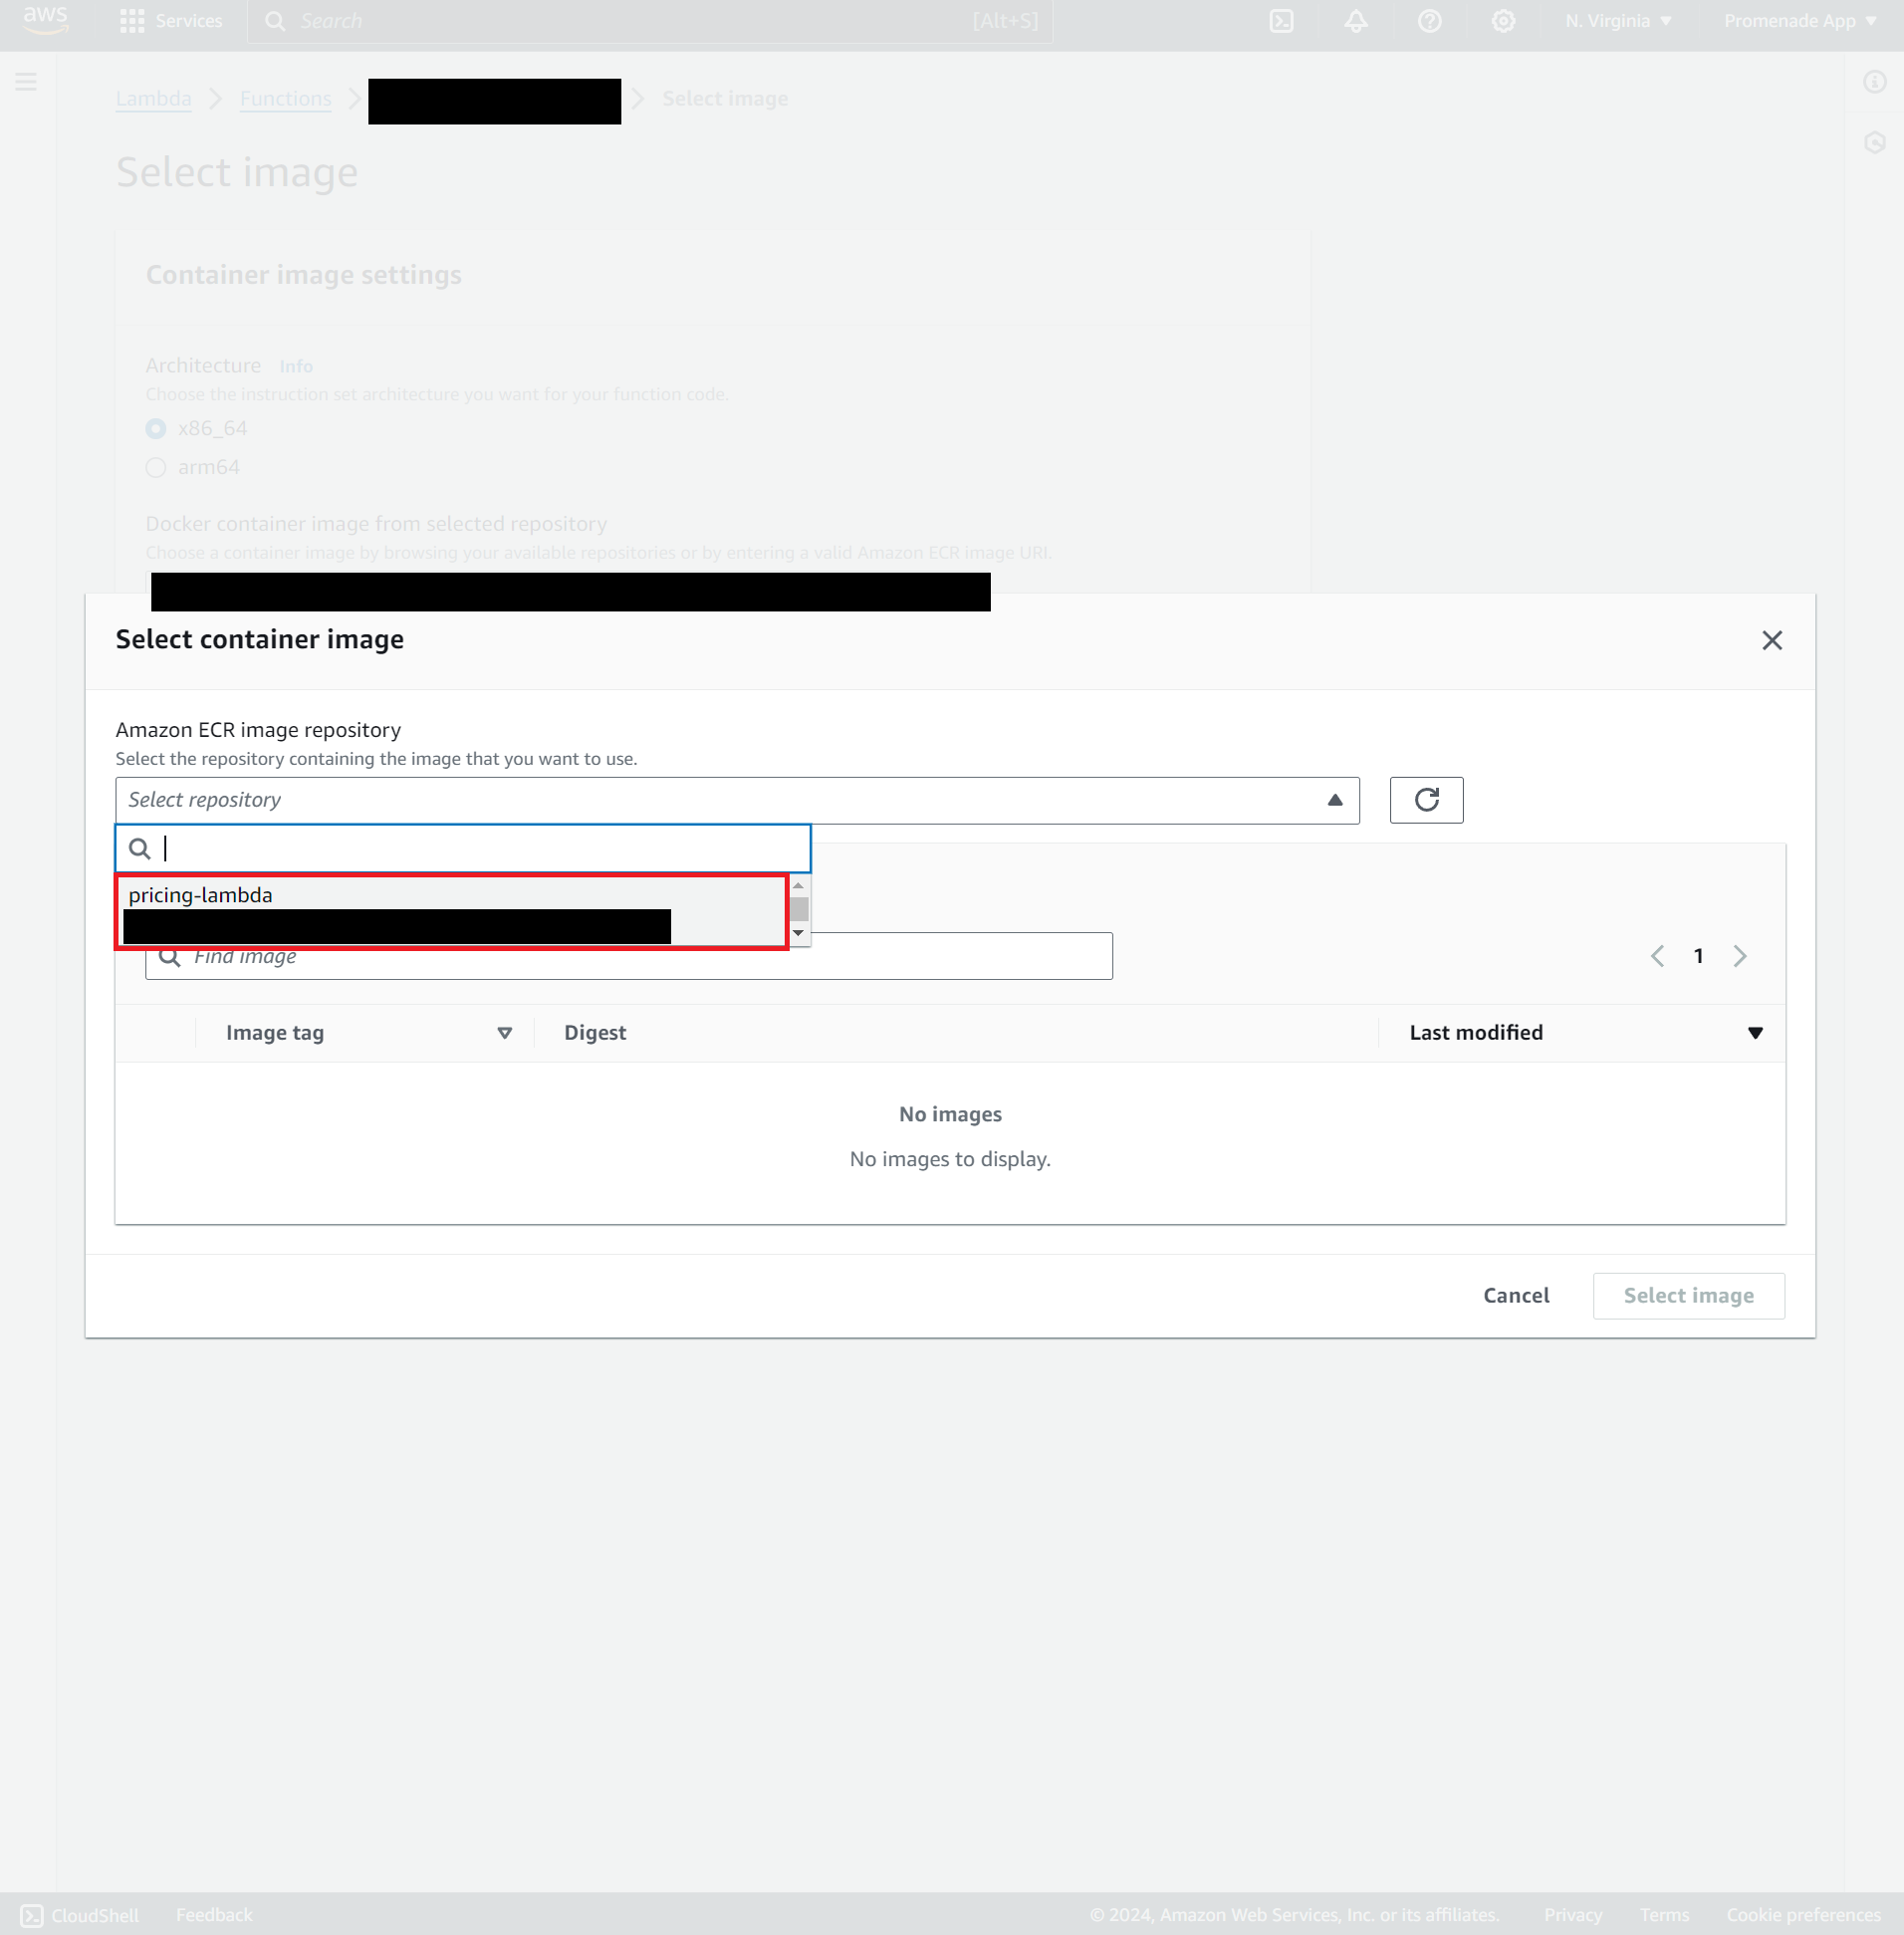 aws Services Search [Alt+S] N. Virginia Promenade App
Lambda Functions Select image
Select image
Container image settings
Architecture Info
Choose the instruction set architecture you want for your function code.
x86_64
arm64
Docker container image from selected repository
Choose a container image by browsing your available repositories or by entering a valid Amazon ECR image URI.
Select container image
Amazon ECR image repository
Select the repository containing the image that you want to use.
Select repository
pricing-lambda
Find image
1
Image tag Digest Last modified
No images
No images to display.
Cancel Select image
CloudShell Feedback © 2024, Amazon Web Services, Inc. or its affiliates. Privacy Terms Cookie preferences